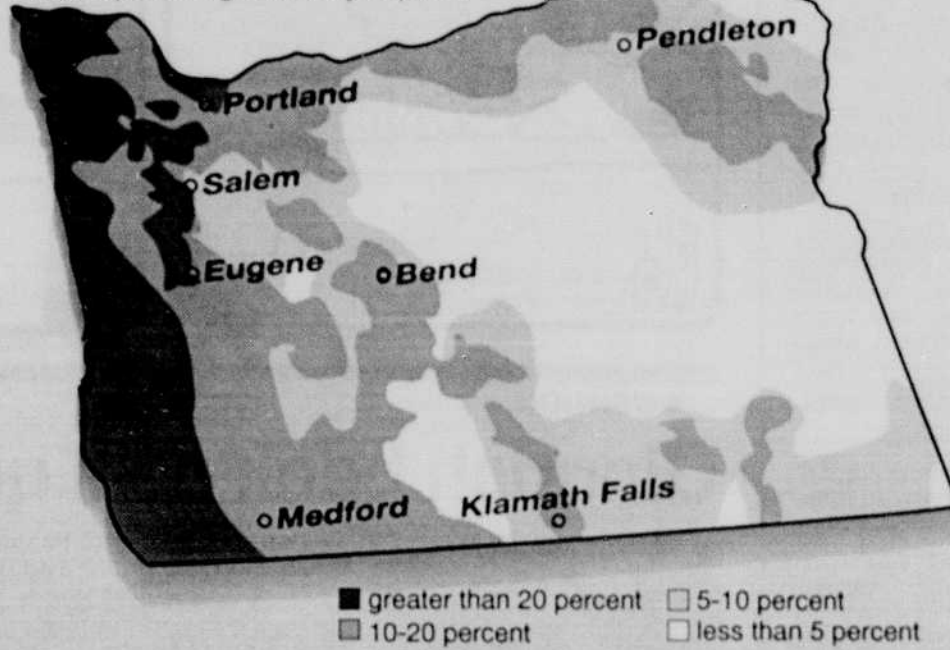 Pendleton
Portland
Salem
Eugene
Bend
Medford
Klamath Falls
greater than 20 percent
5-10 percent
10-20 percent
less than 5 percent